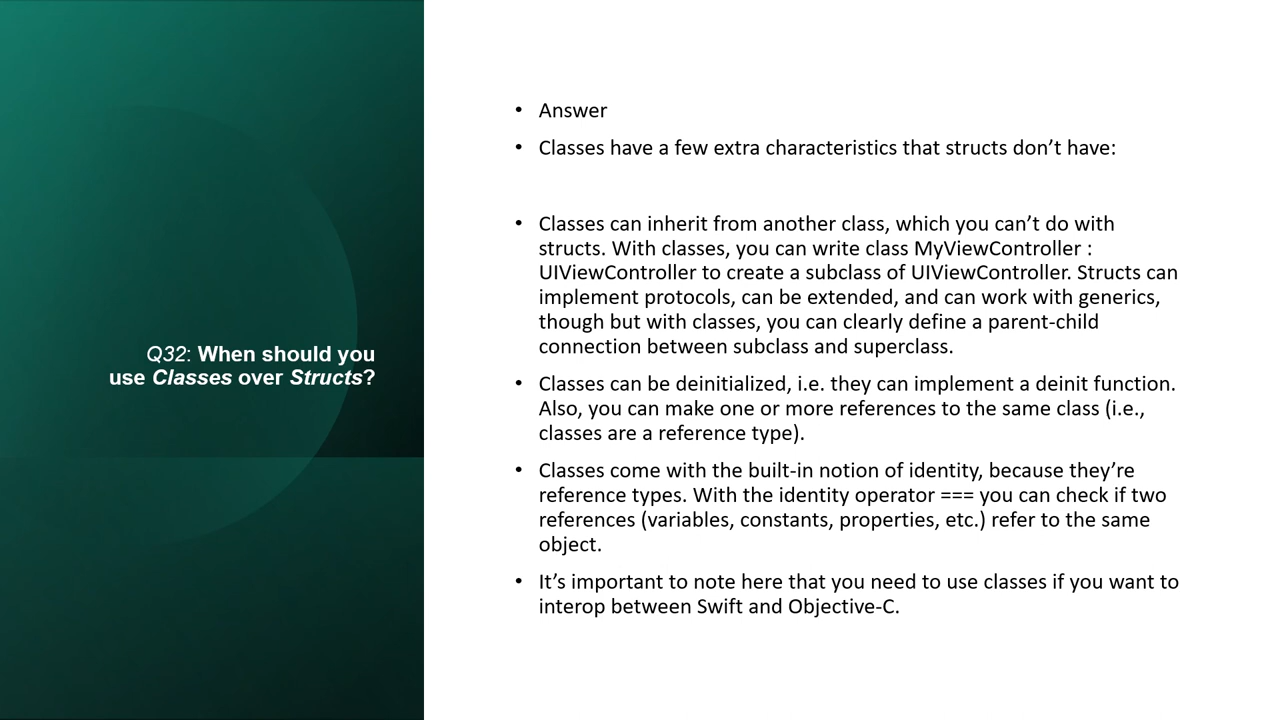 Q32: When should you
use Classes over Structs?
• Answer
• Classes have a few extra characteristics that structs don’t have:
• Classes can inherit from another class, which you can’t do with
structs. With classes, you can write class MyViewController :
UIViewController to create a subclass of UIViewController. Structs can
implement protocols, can be extended, and can work with generics,
though but with classes, you can clearly define a parent-child
connection between subclass and superclass.
• Classes can be deinitialized, i.e. they can implement a deinit function.
Also, you can make one or more references to the same class (i.e.,
classes are a reference type).
• Classes come with the built-in notion of identity, because they’re
reference types. With the identity operator === you can check if two
references (variables, constants, properties, etc.) refer to the same
object.
• It’s important to note here that you need to use classes if you want to
interop between Swift and Objective-C.